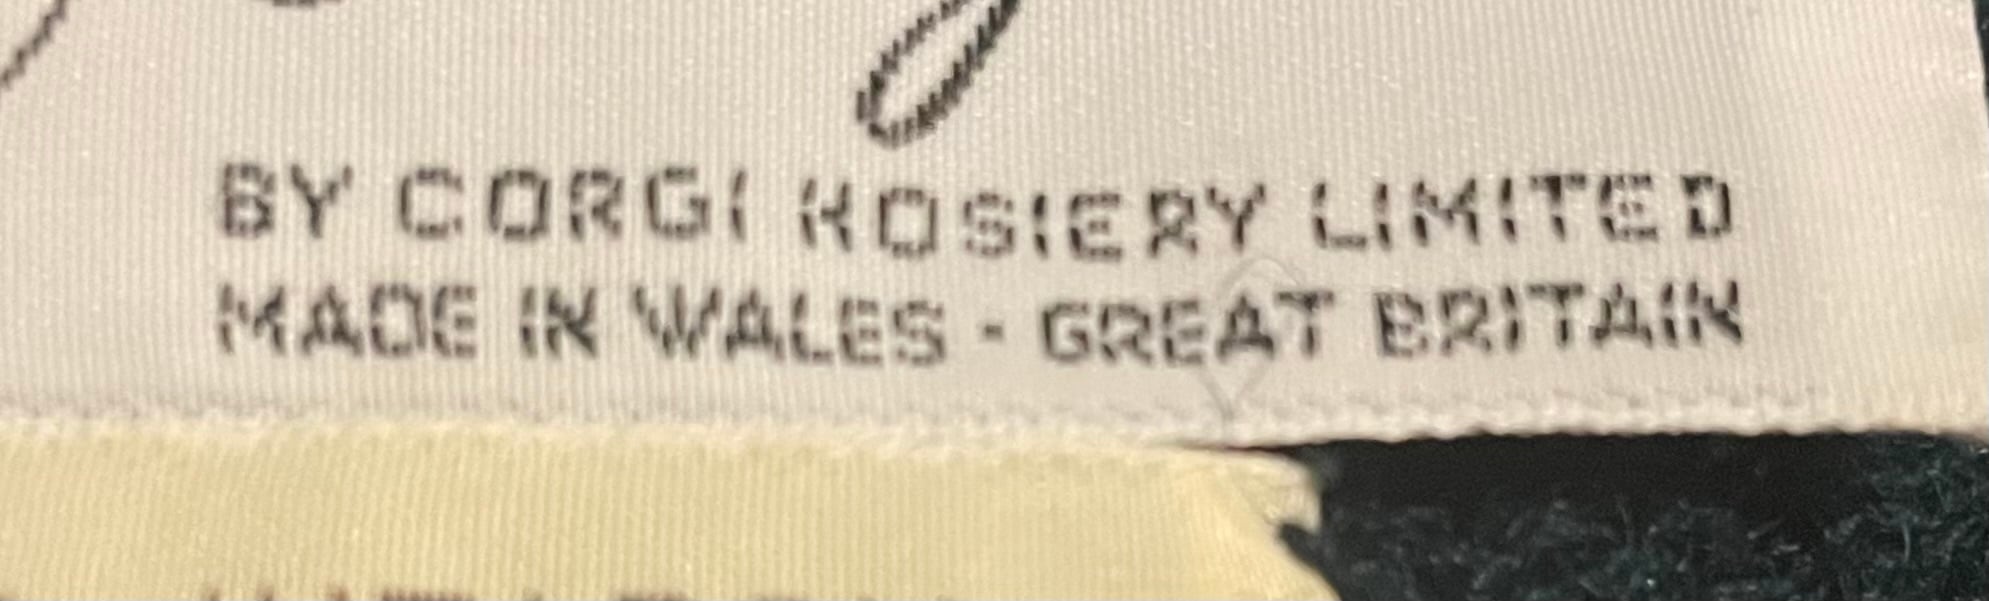 BY CORGI HOSIERY LIMITED
MADE IN WALES - GREAT BRITAIN